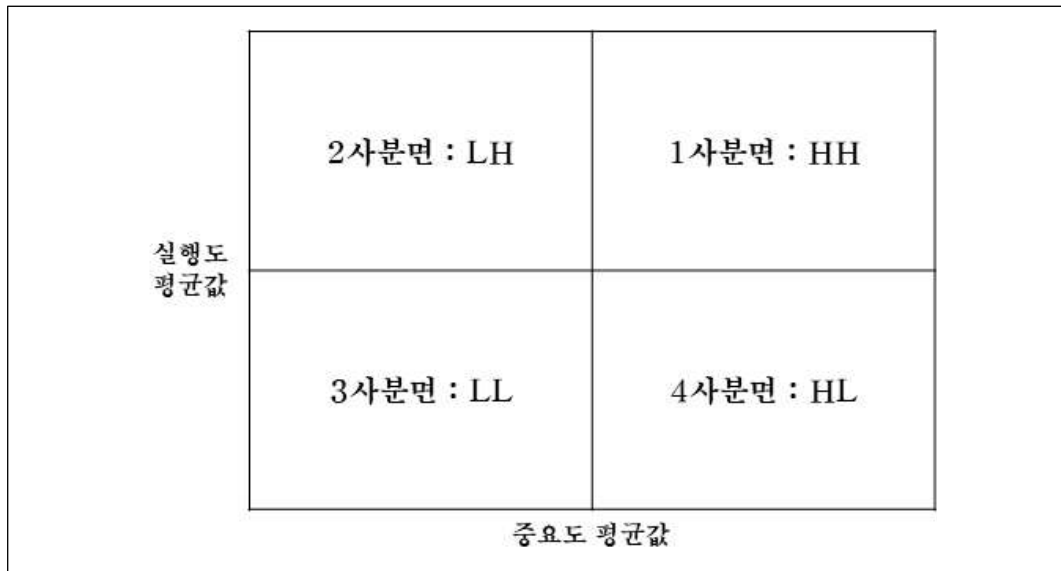 2사분면 : LH
1사분면 : HH
실행도
평균값
3사분면 : LL
4사분면 : HL
중요도 평균값